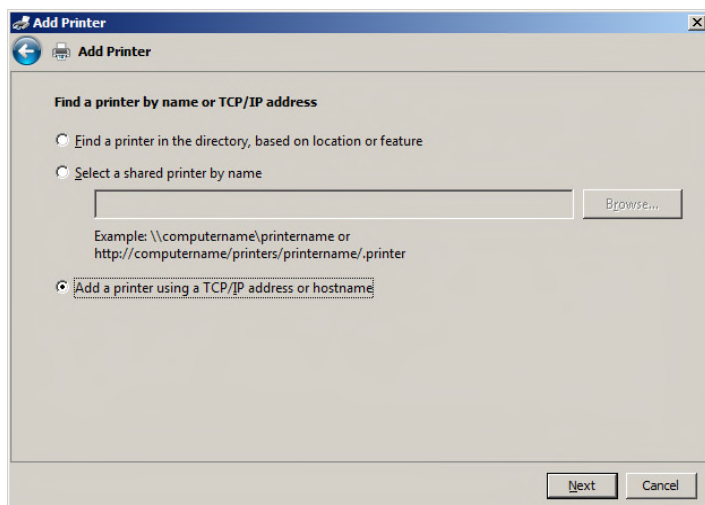 Add Printer
Add Printer
Find a printer by name or TCP/IP address
Find a printer in the directory, based on location or feature
Select a shared printer by name
Browse...
Example: \\computername\printername or
http://computername/printers/printername/.printer
Add a printer using a TCP/IP address or hostname
Next Cancel